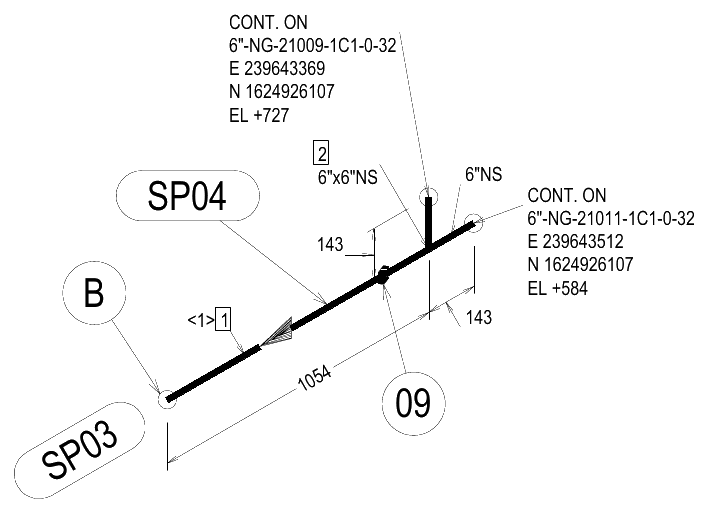 CONT. ON
6"-NG-21009-1C1-0-32
E 239643369
N 1624926107
EL +727
2
6"x6"NS
6"NS
SP04
CONT. ON
6"-NG-21011-1C1-0-32
E 239643512
N 1624926107
EL +584
143
B
<1>1
143
1054
09
SP03